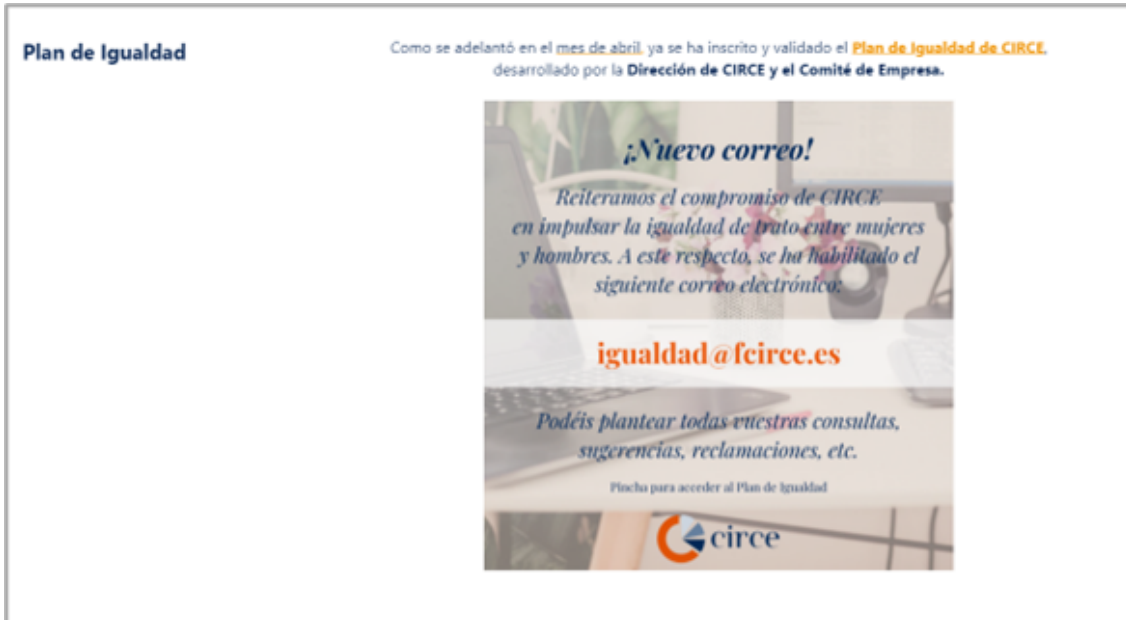 Plan de Igualdad
Como se adelantó en el mes de abril, ya se ha inscrito y validado el Plan de Igualdad de CIRCE,
desarrollado por la Dirección de CIRCE y el Comité de Empresa.
¡Nuevo correo!
Reiteramos el compromiso de CIRCE
en impulsar la igualdad de trato entre mujeres
y hombres. A este respecto, se ha habilitado el
siguiente correo electrónico:
igualdad@fcirce.es
Podéis plantear todas vuestras consultas,
sugerencias, reclamaciones, etc.
Pincha para acceder al Plan de Igualdad
circe